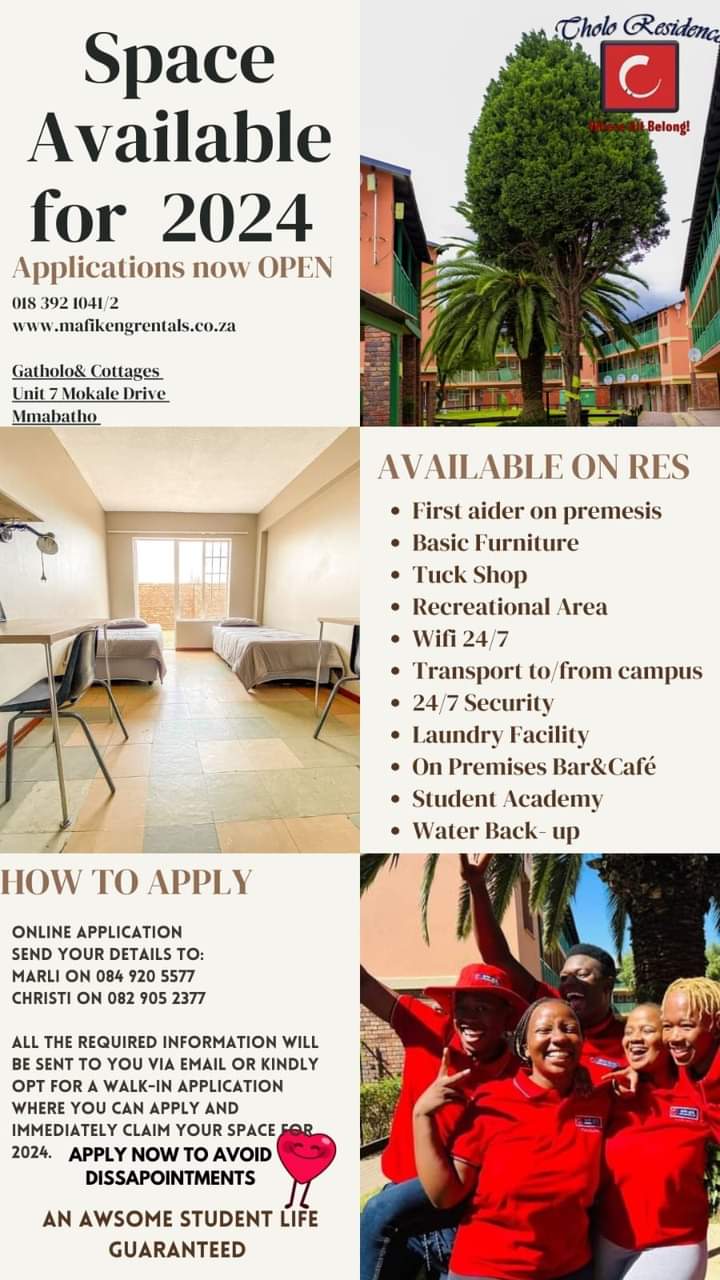 Space
Available
for 2024
Applications now OPEN
018 392 1041/2
www.mafikengrentals.co.za
Gatholo& Cottages
Unit 7 Mokale Drive
Mmabatho
Tholo Residence
Belong!
AVAILABLE ON RES
• First aider on premesis
• Basic Furniture
• Tuck Shop
• Recreational Area
• Wifi 24/7
• Transport to/from campus
• 24/7 Security
• Laundry Facility
• On Premises Bar&Café
• Student Academy
• Water Back- up
HOW TO APPLY
ONLINE APPLICATION
SEND YOUR DETAILS TO:
MARLI ON 084 920 5577
CHRISTI ON 082 905 2377
ALL THE REQUIRED INFORMATION WILL
BE SENT TO YOU VIA EMAIL OR KINDLY
OPT FOR A WALK-IN APPLICATION
WHERE YOU CAN APPLY AND
IMMEDIATELY CLAIM YOUR SPACE FOR
2024.
APPLY NOW TO AVOID
DISSAPOINTMENTS
AN AWSOME STUDENT LIFE
GUARANTEED